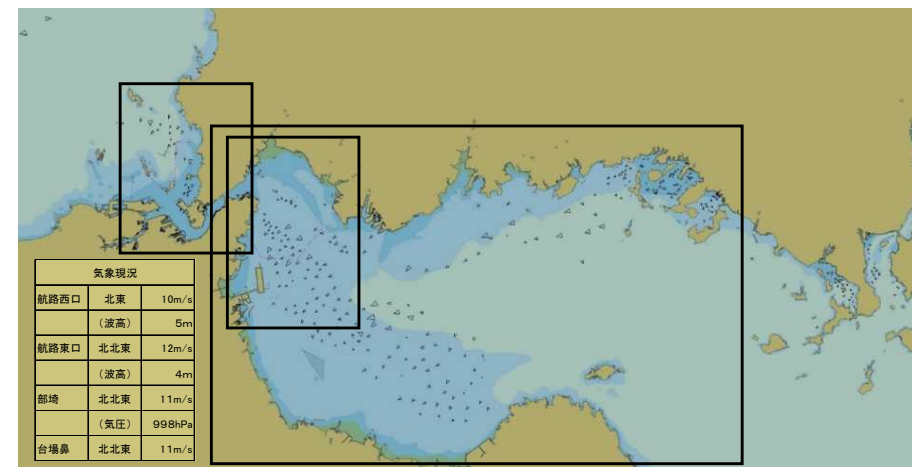 気象現況
航路西口 北東 10m/s
(波高) 5m
航路東口 北北東 12m/s
(波高) 4m
部埼 北北東 11m/s
(気圧) 998hPa
台場鼻 北北東 11m/s